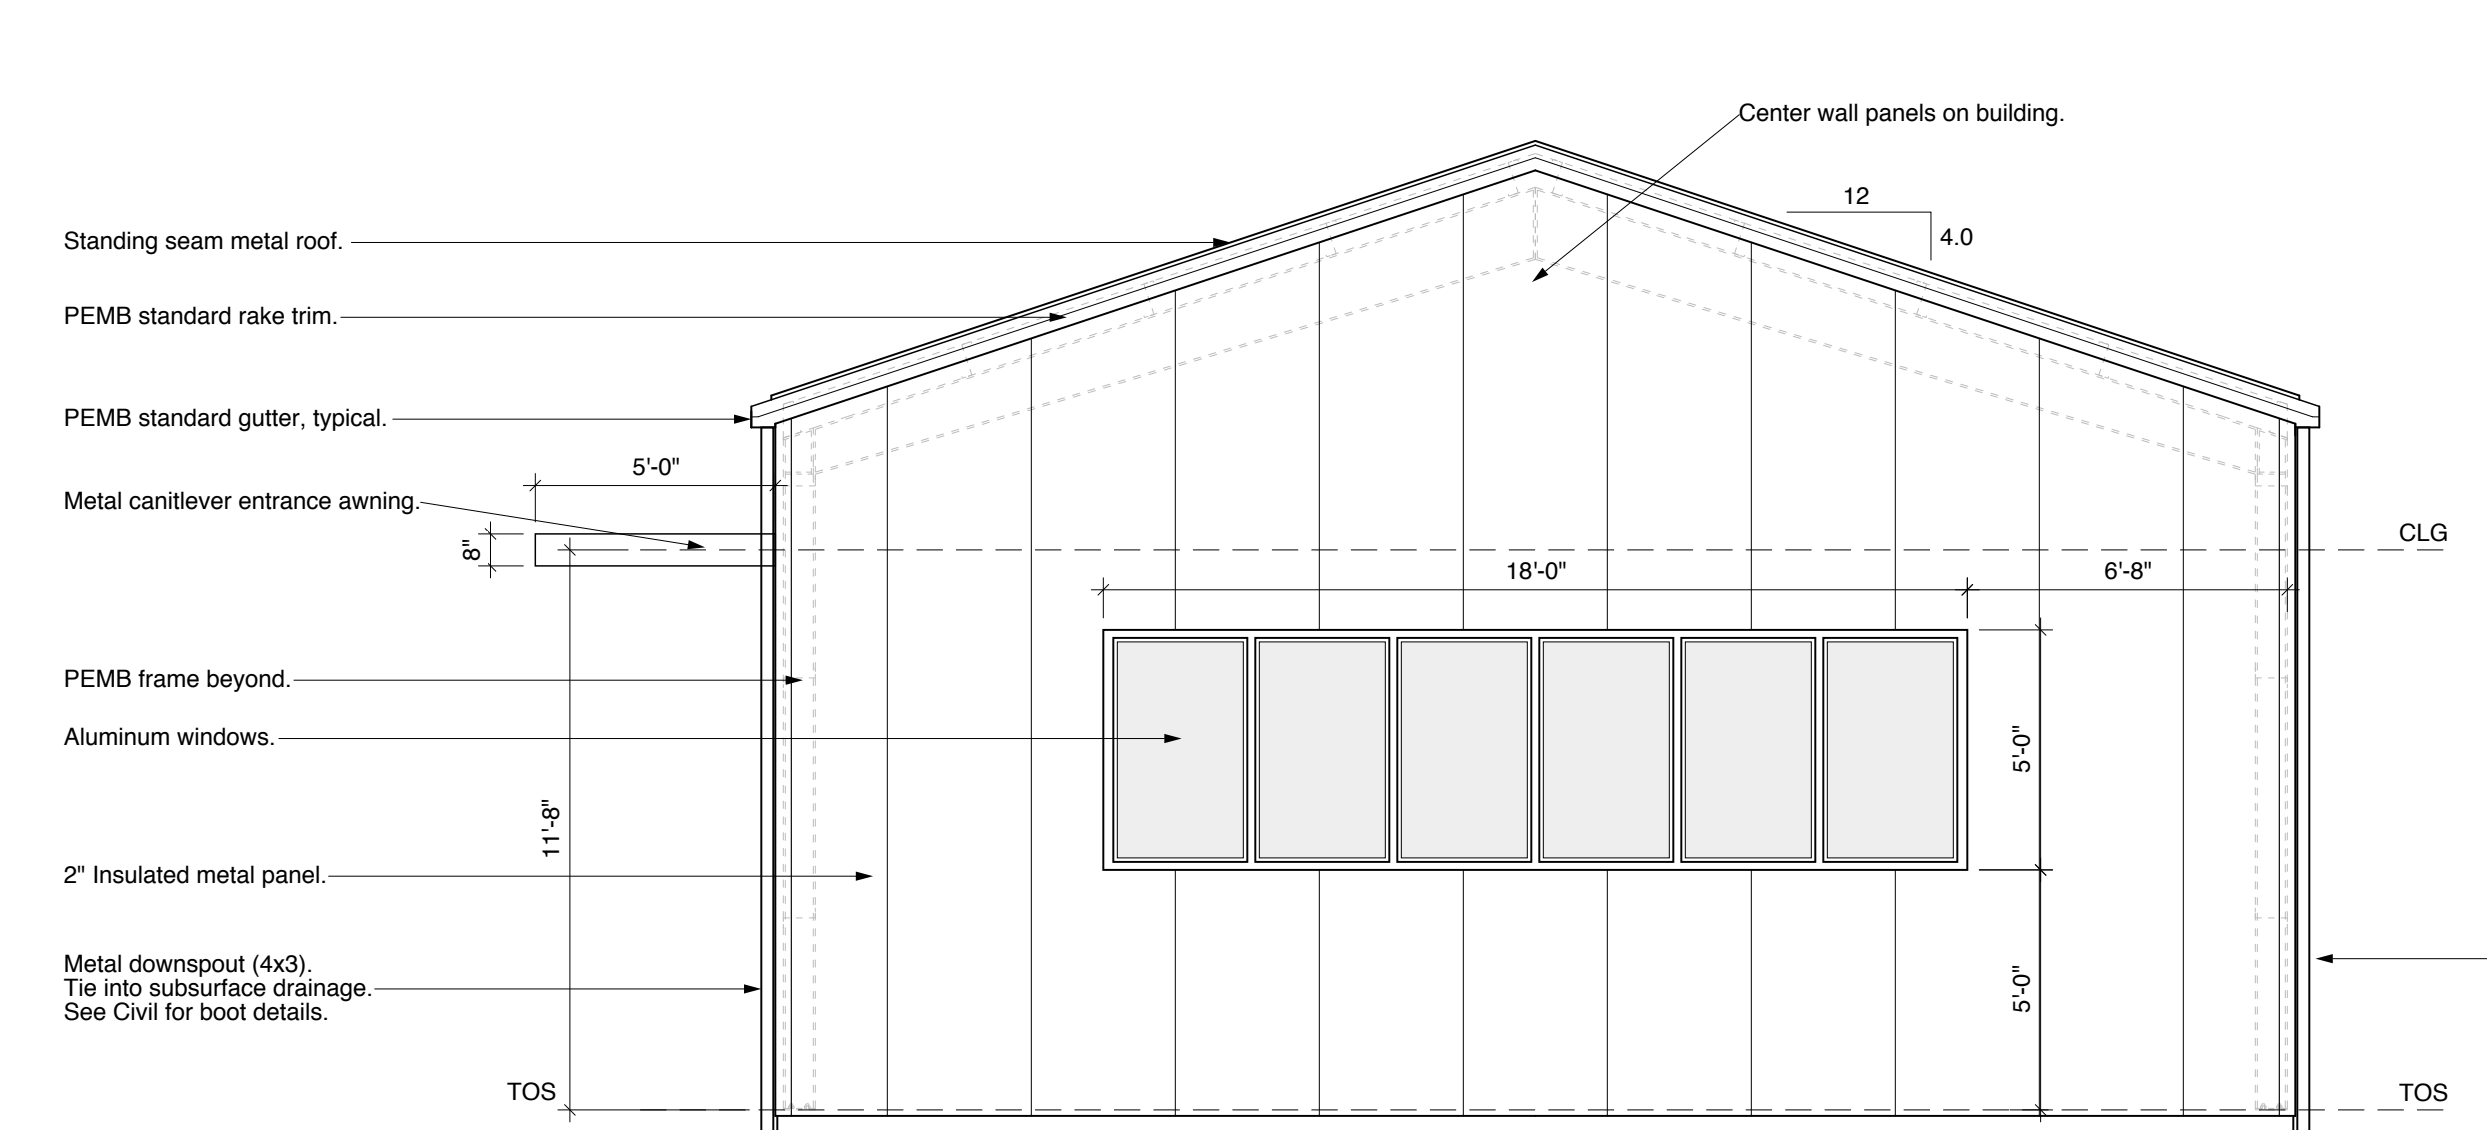 Center wall panels on building.
12
4.0
Standing seam metal roof.
PEMB standard rake trim.
PEMB standard gutter, typical.
5'-0"
Metal canitlever entrance awning.
8"
CLG
18'-0"
6'-8"
PEMB frame beyond.
Aluminum windows.
5'-0"
11'-8"
2" Insulated metal panel.
Metal downspout (4x3).
Tie into subsurface drainage.
See Civil for boot details.
5'-0"
TOS
TOS